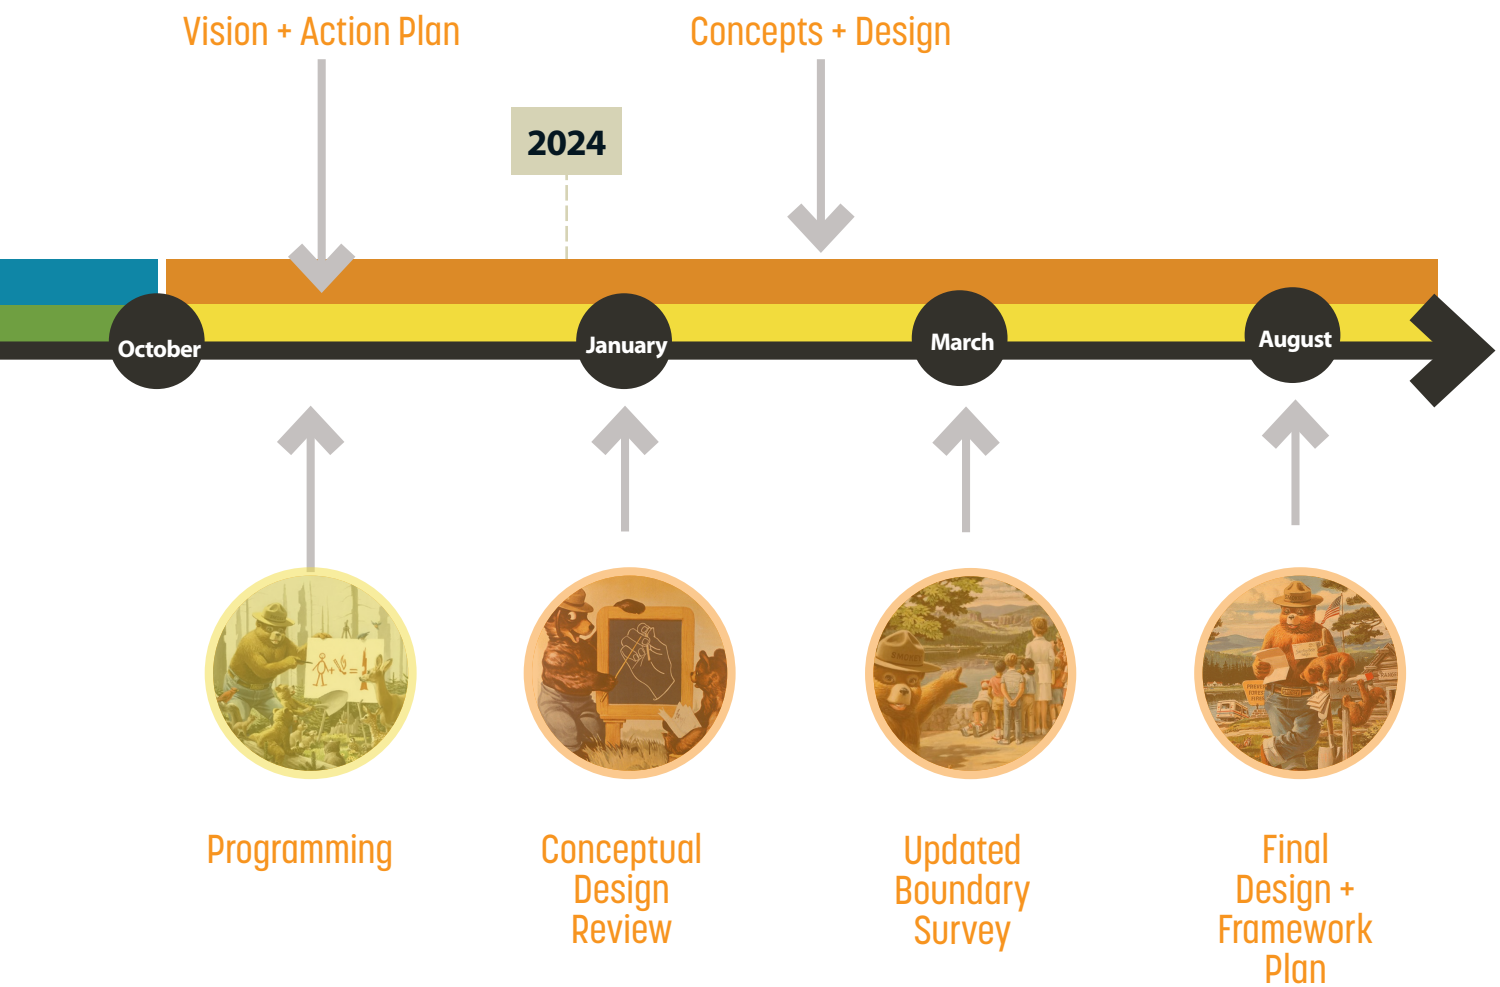 Vision + Action Plan
Concepts + Design
2024
October
January
March
August
Programming
Conceptual
Design
Review
Updated
Boundary
Survey
Final
Design +
Framework
Plan